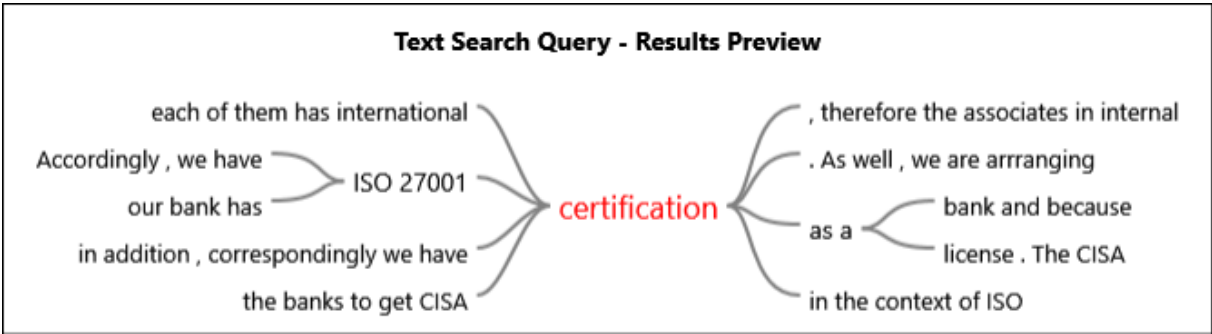 Text Search Query - Results Preview
each of them has international
Accordingly , we have
our bank has
ISO 27001
in addition , correspondingly we have
the banks to get CISA
certification
, therefore the associates in internal
. As well , we are arrranging
as a
bank and because
license . The CISA
in the context of ISO